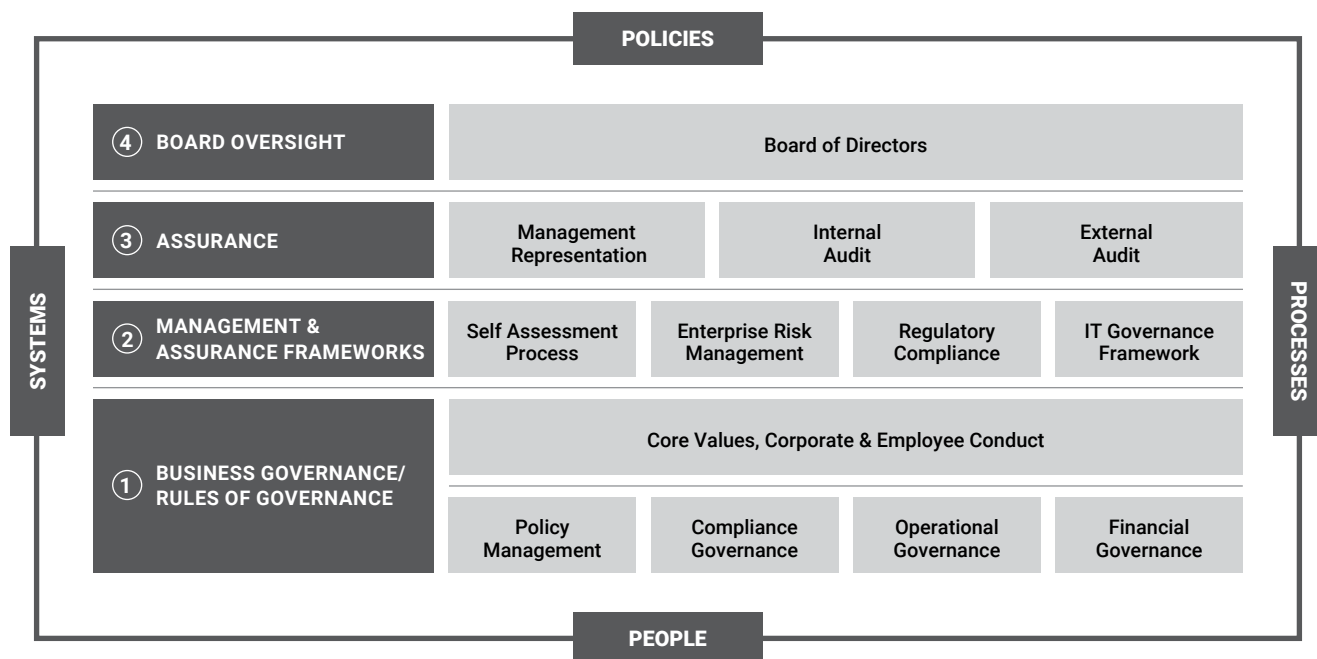 POLICIES
4 BOARD OVERSIGHT
Board of Directors
3 ASSURANCE
Management
Representation
Internal
Audit
External
Audit
SYSTEMS
PROCESSES
2 MANAGEMENT &
ASSURANCE FRAMEWORKS
Self Assessment
Process
Enterprise Risk
Management
Regulatory
Compliance
IT Governance
Framework
1 BUSINESS GOVERNANCE/
RULES OF GOVERNANCE
Core Values, Corporate & Employee Conduct
Policy
Management
Compliance
Governance
Operational
Governance
Financial
Governance
PEOPLE